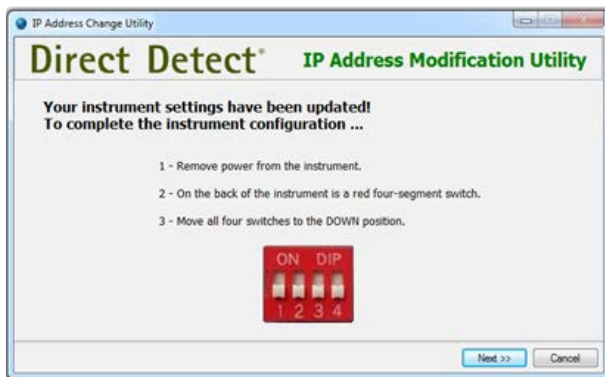 IP Address Change Utility
Direct Detect® IP Address Modification Utility
Your instrument settings have been updated!
To complete the instrument configuration ...
1 - Remove power from the instrument.
2 - On the back of the instrument is a red four-segment switch.
3 - Move all four switches to the DOWN position.
ON DIP
1 2 3 4
Next >> Cancel